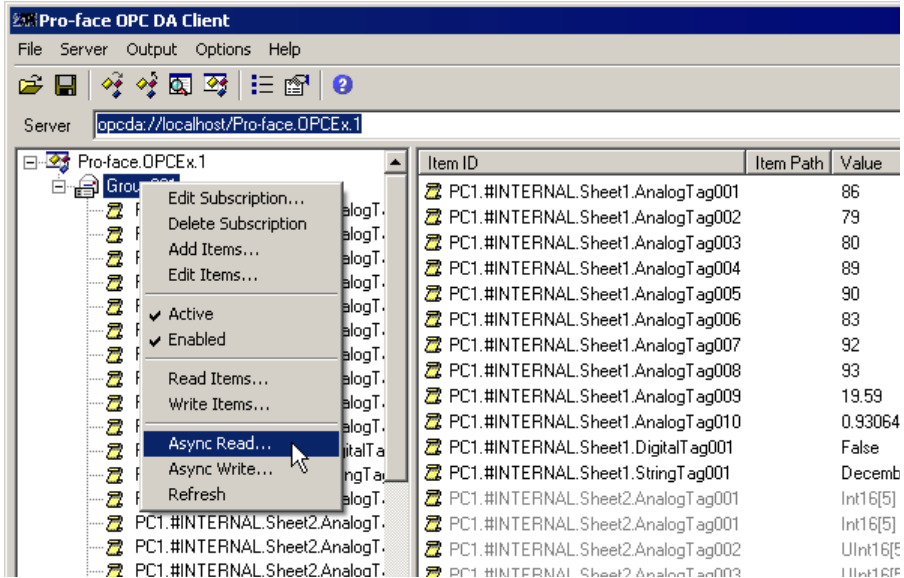 Pro-face OPC DA Client
File Server Output Options Help
Server opcda://localhost/Pro-face.OPCEx.1
Pro-face.OPCEx.1
Edit Subscription...
Delete Subscription
Add Items...
Edit Items...
Active
Enabled
Read Items...
Write Items...
Async Read...
Async Write...
Refresh
PC1.#INTERNAL.Sheet2.AnalogT
PC1.#INTERNAL.Sheet2.AnalogT
Item ID Item Path Value
PC1.#INTERNAL.Sheet1.AnalogTag001 86
PC1.#INTERNAL.Sheet1.AnalogTag002 79
PC1.#INTERNAL.Sheet1.AnalogTag003 80
PC1.#INTERNAL.Sheet1.AnalogTag004 89
PC1.#INTERNAL.Sheet1.AnalogTag005 90
PC1.#INTERNAL.Sheet1.AnalogTag006 83
PC1.#INTERNAL.Sheet1.AnalogTag007 92
PC1.#INTERNAL.Sheet1.AnalogTag008 93
PC1.#INTERNAL.Sheet1.AnalogTag009 19.59
PC1.#INTERNAL.Sheet1.AnalogTag010 0.93064
PC1.#INTERNAL.Sheet1.DigitalTag001 False
PC1.#INTERNAL.Sheet1.StringTag001 Decemb
PC1.#INTERNAL.Sheet2.AnalogTag001 Int16[5]
PC1.#INTERNAL.Sheet2.AnalogTag001 Int16[5]
PC1.#INTERNAL.Sheet2.AnalogTag002 UInt16[5
PC1.#INTERNAL.Sheet2.AnalogTag003 UInt16[5